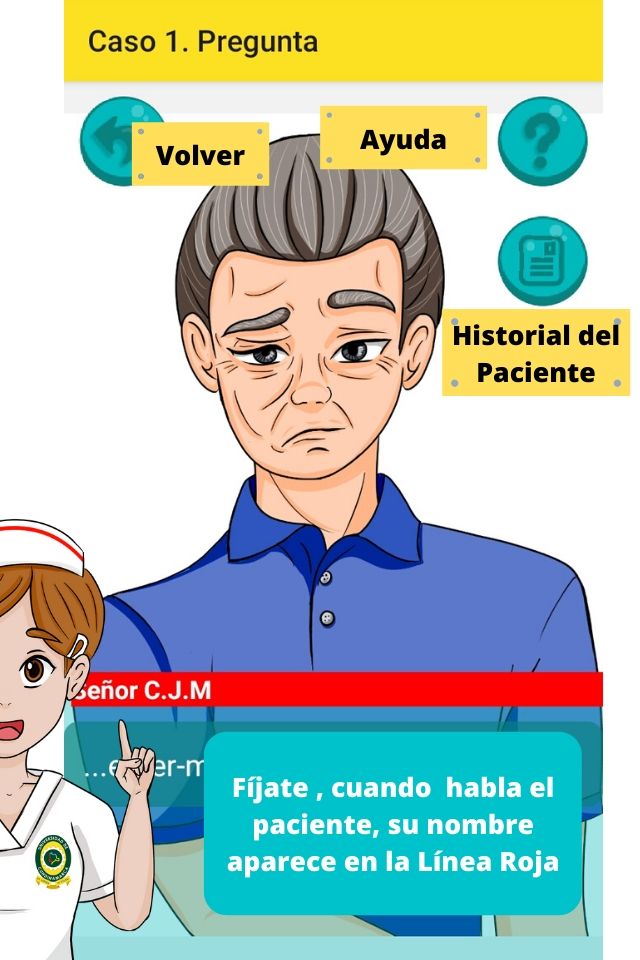 Caso 1. Pregunta
Volver
Ayuda
Historial del
Paciente
Señor C.J.M
Fíjate , cuando habla el
paciente, su nombre
aparece en la Línea Roja